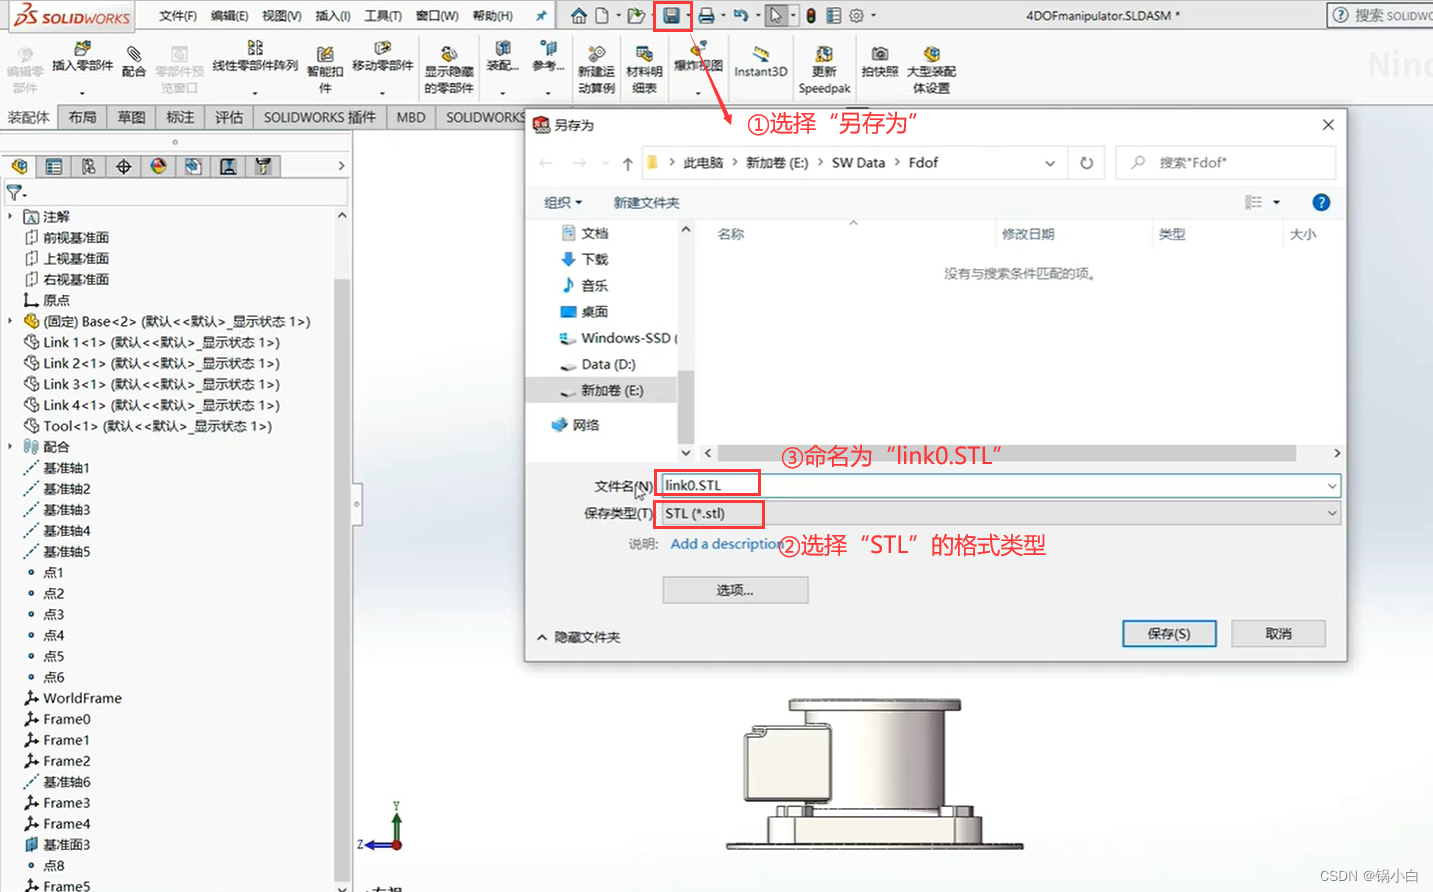 SOLIDWORKS 文件(F) 编辑(E) 视图(V) 插入(I) 工具(T) 窗口(W) 帮助(H) 4DOFmanipulator.SLDASM * ? 搜索 SOLIDWO
编辑零部件
插入零部件
配合
零部件预览窗口
线性零部件阵列
智能扣件
移动零部件
显示隐藏的零部件
装配...
参考...
新建运动算例
材料明细表
爆炸视图
Instant3D
更新 Speedpak
拍快照
大型装配体设置
Nino
装配体 布局 草图 标注 评估 SOLIDWORKS 插件 MBD SOLIDWORKS
注解
前视基准面
上视基准面
右视基准面
原点
(固定) Base<2> (默认<<默认>_显示状态 1>)
Link 1<1> (默认<<默认>_显示状态 1>)
Link 2<1> (默认<<默认>_显示状态 1>)
Link 3<1> (默认<<默认>_显示状态 1>)
Link 4<1> (默认<<默认>_显示状态 1>)
Tool<1> (默认<<默认>_显示状态 1>)
配合
基准轴1
基准轴2
基准轴3
基准轴4
基准轴5
点1
点2
点3
点4
点5
点6
WorldFrame
Frame0
Frame1
Frame2
基准轴6
Frame3
Frame4
基准面3
点8
Frame5
另存为
①选择“另存为”
此电脑 > 新加卷 (E:) > SW Data > Fdof
搜索"Fdof"
组织 新建文件夹
文档
下载
音乐
桌面
Windows-SSD (
Data (D:)
新加卷 (E:)
网络
名称 修改日期 类型 大小
没有与搜索条件匹配的项。
③命名为“link0.STL”
文件名(N) link0.STL
保存类型(T) STL (*.stl)
说明: Add a description
②选择“STL”的格式类型
选项...
隐藏文件夹
保存(S) 取消
Y
Z
CSDN @锅小白